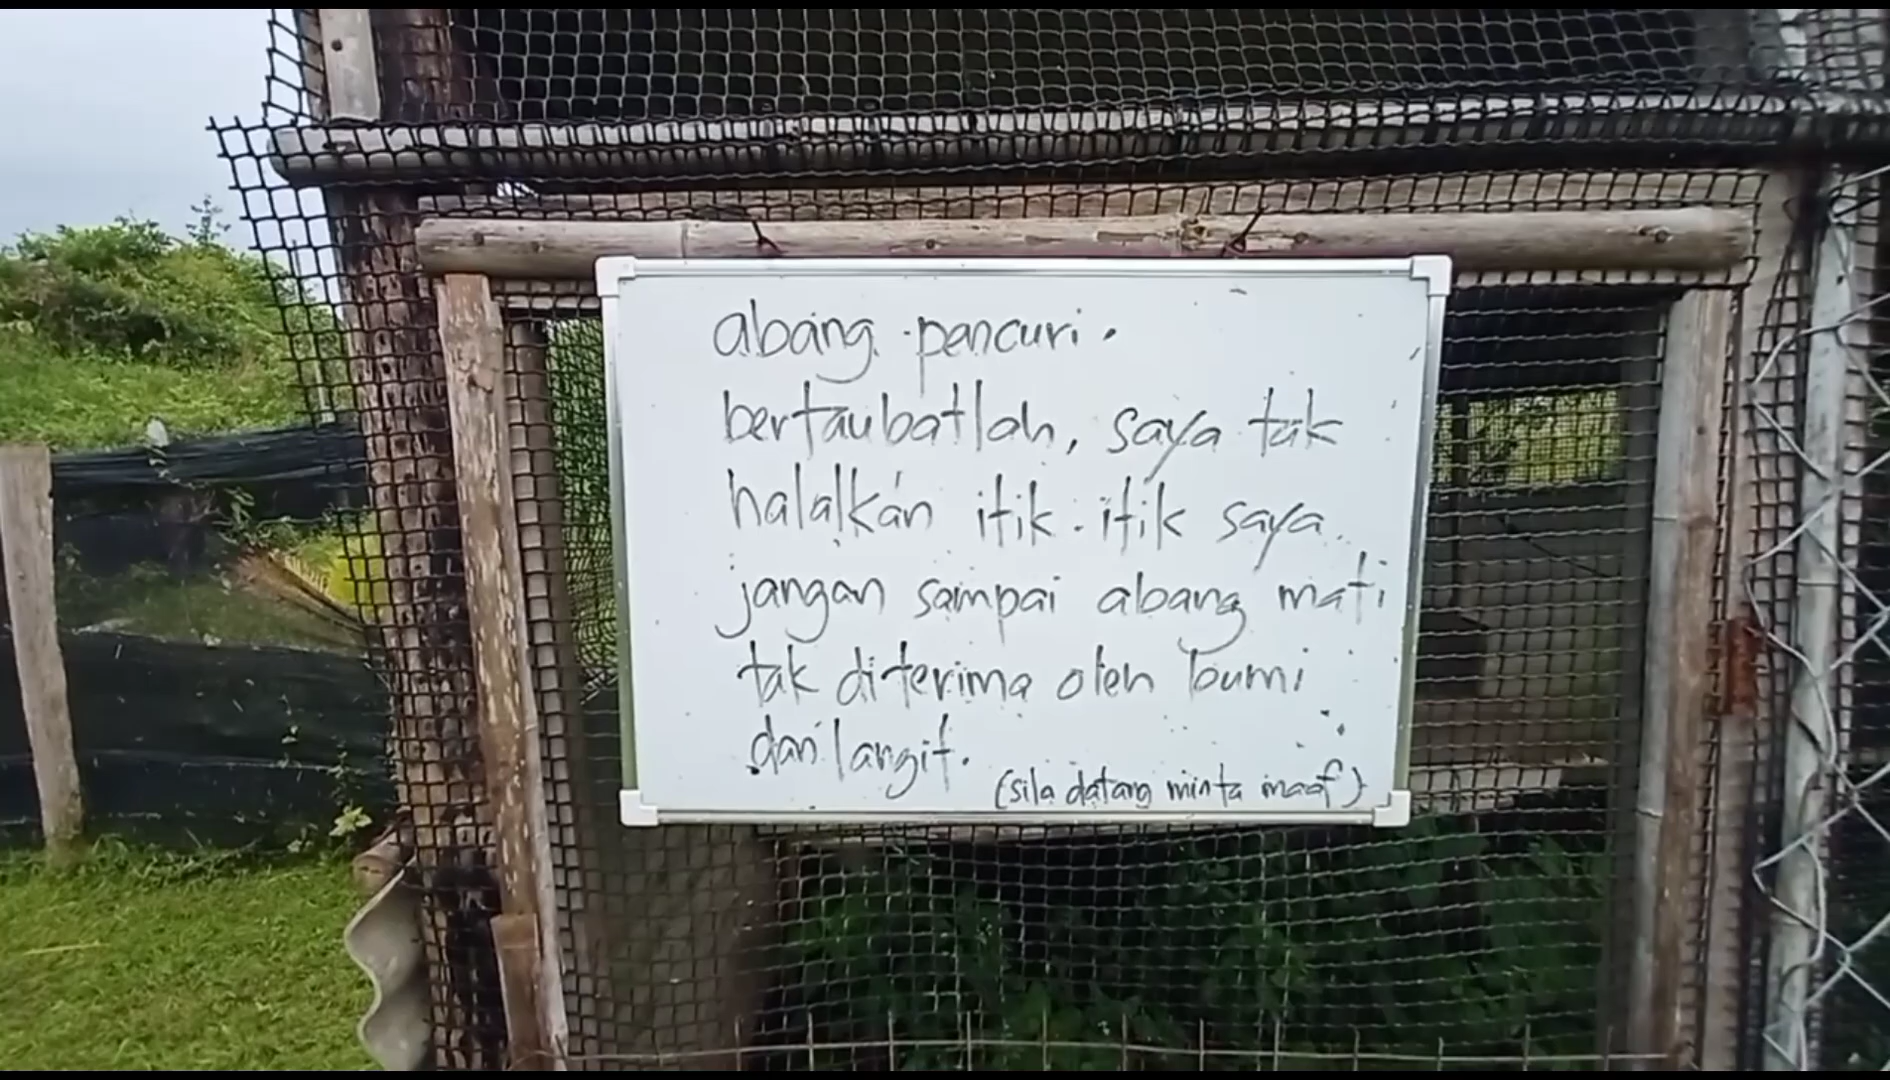 abang pencuri.
bertaubatlah, saya tak
halalkan itik-itik saya.
jangan sampai abang mati
tak diterima oleh bumi
dan langit.
(sila datang minta maaf)